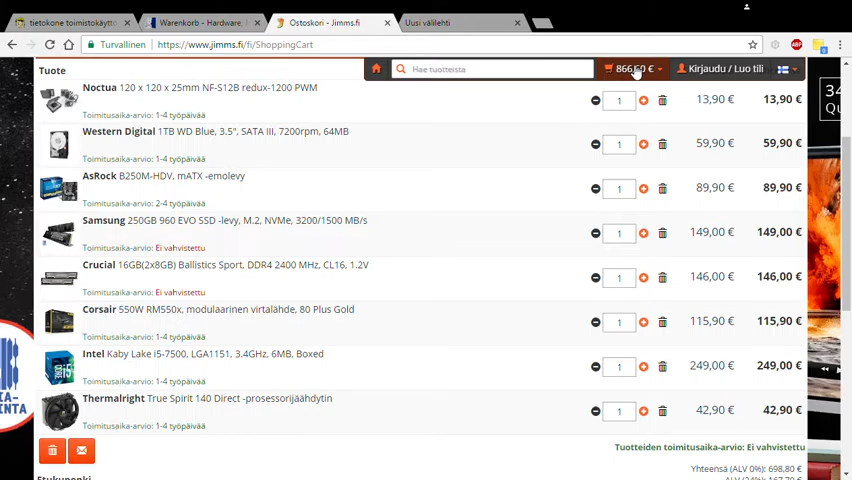 tietokone toimistokäyttö
Warenkorb - Hardware,
Ostoskori - Jimms.fi
Uusi välilehti
Turvallinen
https://www.jimms.fi/fi/ShoppingCart
Tuote
Hae tuotteista
Kirjaudu / Luo tili
Noctua 120 x 120 x 25mm NF-S12B redux-1200 PWM
Toimitusaika-arvio: 1-4 työpäivää
1
13,90 €
13,90 €
Western Digital 1TB WD Blue, 3.5", SATA III, 7200rpm, 64MB
Toimitusaika-arvio: 1-4 työpäivää
1
59,90 €
59,90 €
AsRock B250M-HDV, mATX -emolevy
Toimitusaika-arvio: 2-4 työpäivää
1
89,90 €
89,90 €
Samsung 250GB 960 EVO SSD -levy, M.2, NVMe, 3200/1500 MB/s
Toimitusaika-arvio: Ei vahvistettu
1
149,00 €
149,00 €
Crucial 16GB(2x8GB) Ballistics Sport, DDR4 2400 MHz, CL16, 1.2V
Toimitusaika-arvio: Ei vahvistettu
1
146,00 €
146,00 €
Corsair 550W RM550x, modulaarinen virtalähde, 80 Plus Gold
Toimitusaika-arvio: 1-4 työpäivää
1
115,90 €
115,90 €
Intel Kaby Lake i5-7500, LGA1151, 3.4GHz, 6MB, Boxed
Toimitusaika-arvio: 1-4 työpäivää
1
249,00 €
249,00 €
Thermalright True Spirit 140 Direct -prosessorijäähdytin
Toimitusaika-arvio: 1-4 työpäivää
1
42,90 €
42,90 €
Tuotteiden toimitusaika-arvio: Ei vahvistettu
Yhteensä (ALV 0%): 698,80 €